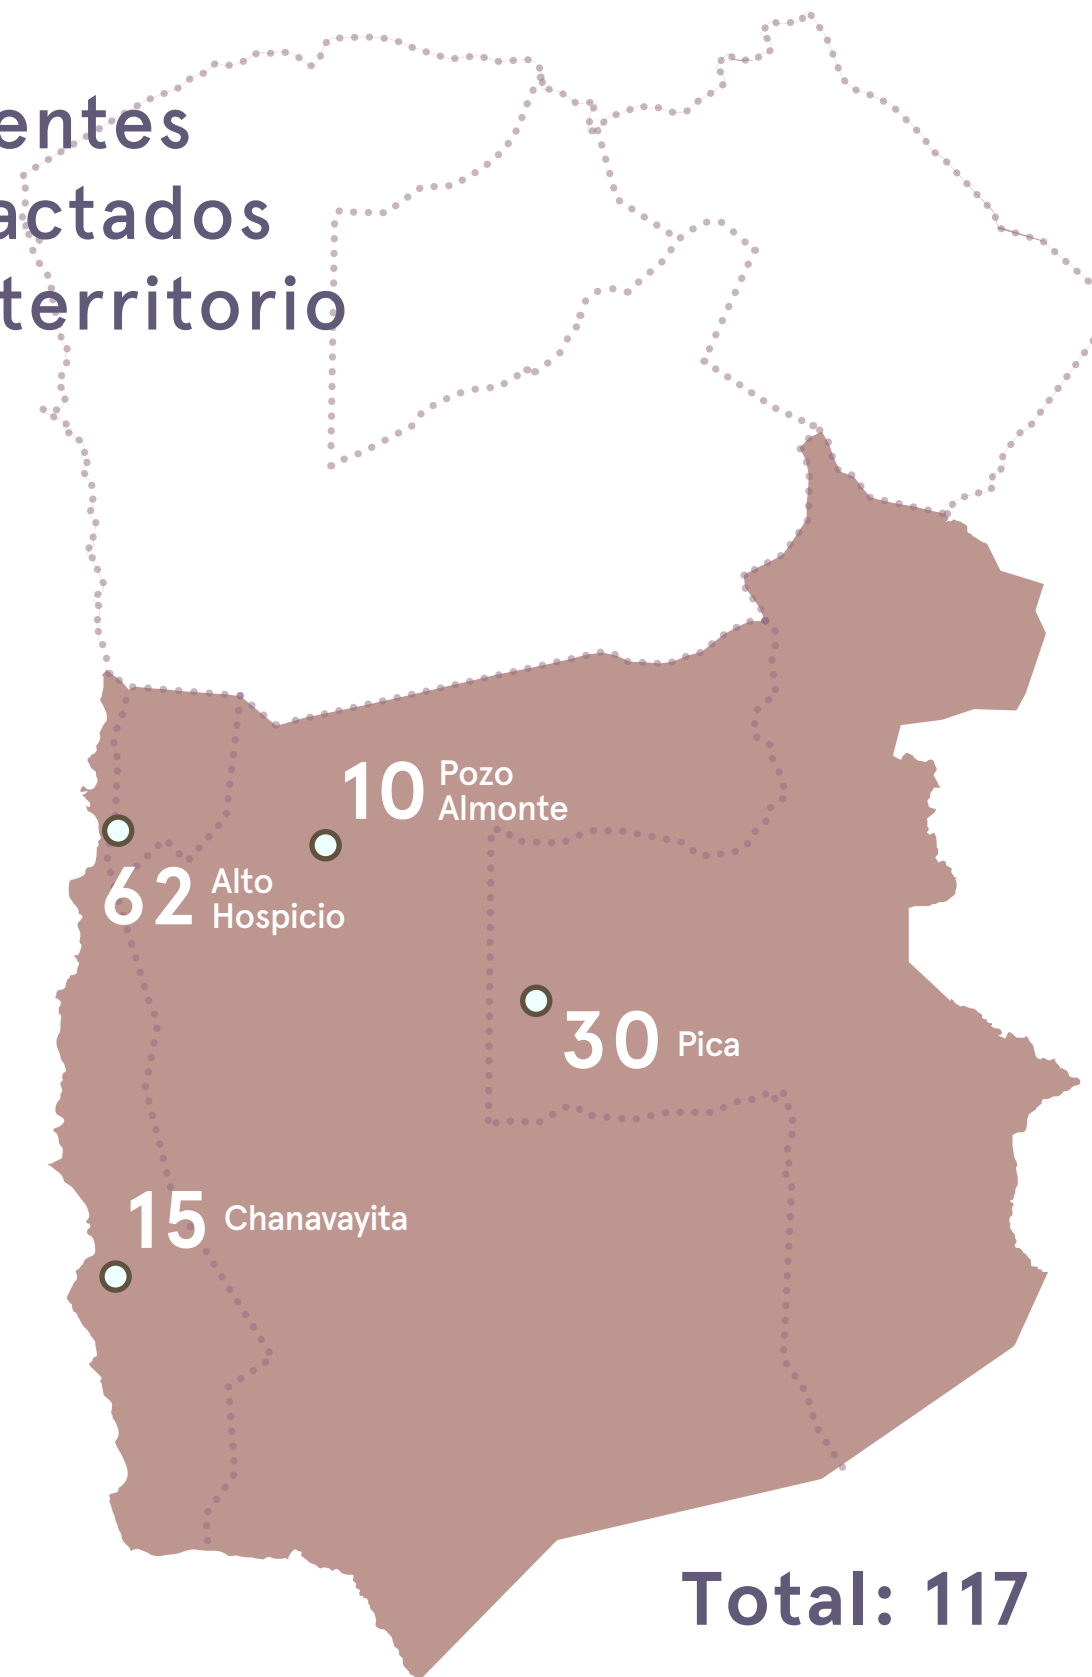 entes
actados
territorio
10 Pozo
Almonte
62 Alto
Hospicio
30 Pica
15 Chanavayita
Total: 117